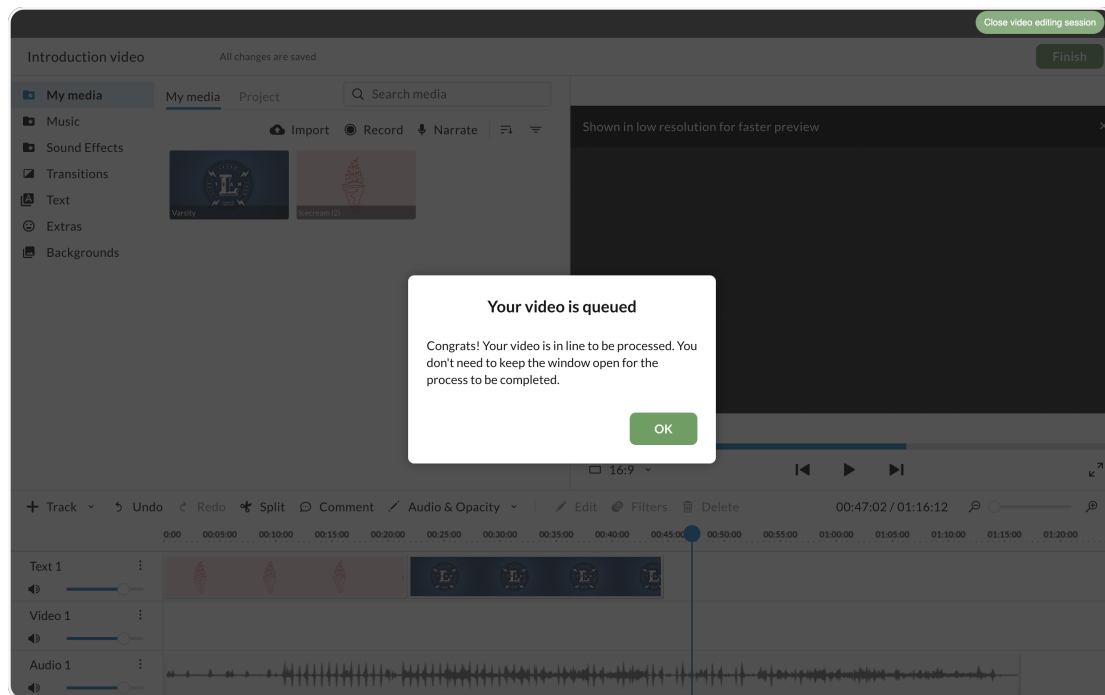 Close video editing session
Introduction video
All changes are saved
Finish
My media
Music
Sound Effects
Transitions
Text
Extras
Backgrounds
My media Project
Search media
Import Record Narrate
L
Varsity
Icecream (2)
Shown in low resolution for faster preview
Your video is queued
Congrats! Your video is in line to be processed. You
don't need to keep the window open for the
process to be completed.
OK
16:9
Track Undo Redo Split Comment Audio & Opacity Edit Filters Delete 00:47:02 / 01:16:12
0:00 00:05:00 00:10:00 00:15:00 00:20:00 00:25:00 00:30:00 00:35:00 00:40:00 00:45:00 00:50:00 00:55:00 01:00:00 01:05:00 01:10:00 01:15:00 01:20:00
Text 1
L L L L
Video 1
Audio 1